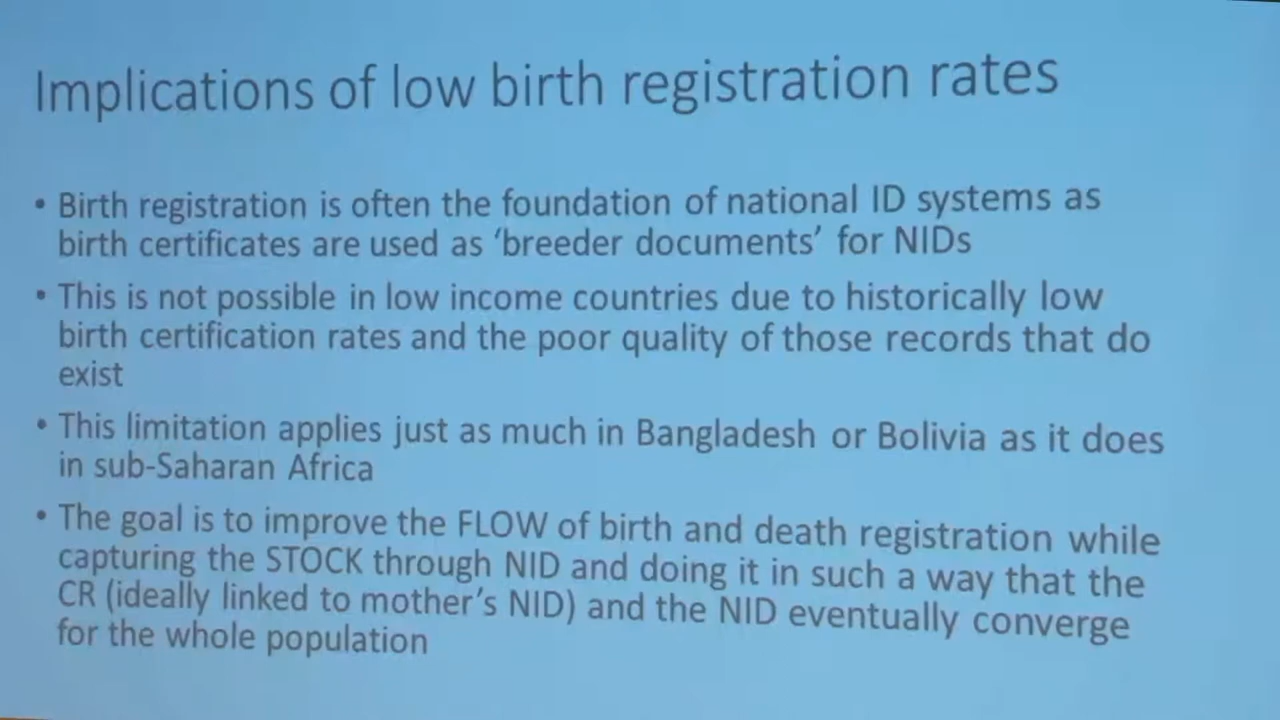 Implications of low birth registration rates
• Birth registration is often the foundation of national ID systems as
birth certificates are used as ‘breeder documents’ for NIDs
• This is not possible in low income countries due to historically low
birth certification rates and the poor quality of those records that do
exist
• This limitation applies just as much in Bangladesh or Bolivia as it does
in sub-Saharan Africa
• The goal is to improve the FLOW of birth and death registration while
capturing the STOCK through NID and doing it in such a way that the
CR (ideally linked to mother’s NID) and the NID eventually converge
for the whole population